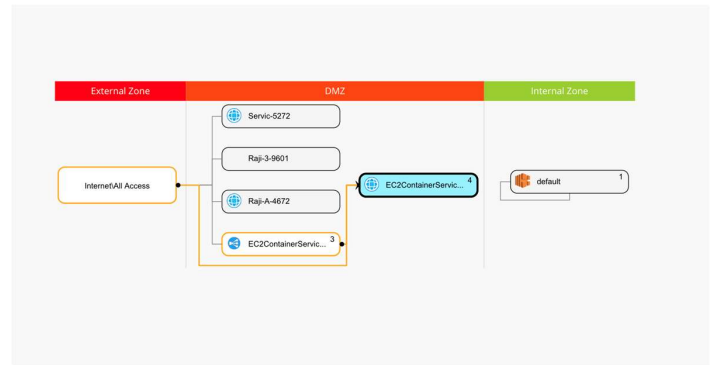 External Zone
DMZ
Internal Zone
Servic-5272
Raji-3-9601
Internet\All Access
EC2ContainerServic... 4
default 1
Raji-A-4672
EC2ContainerServic... 3